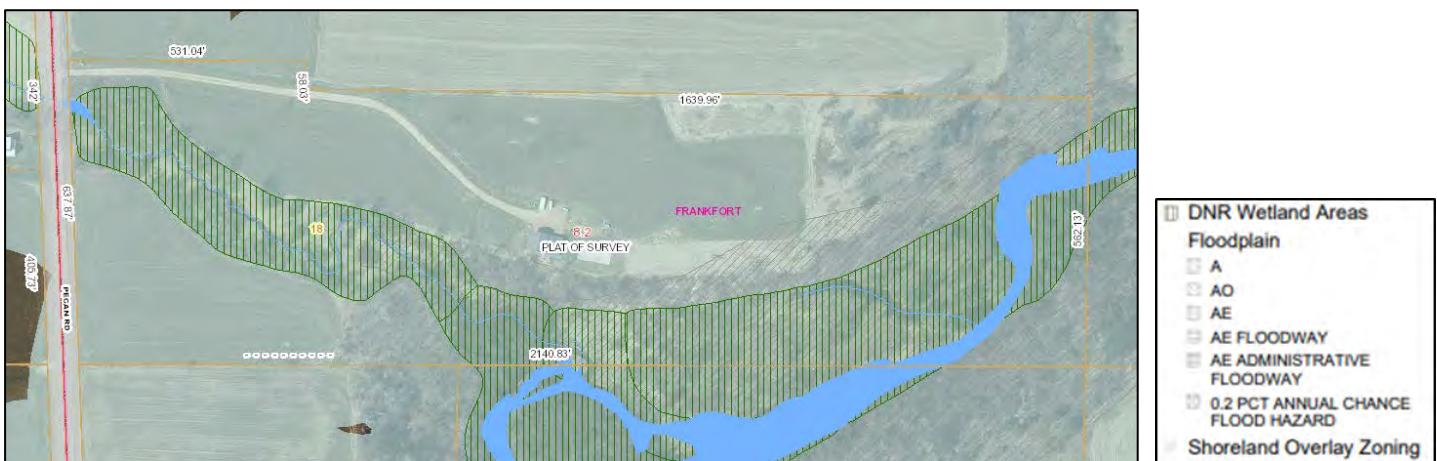 531.04'
342'
58.03'
1639.96'
637.87'
FRANKFORT
18
8.2
PLAT OF SURVEY
562.13'
405.73'
PEGAN RD
2140.83'
DNR Wetland Areas
Floodplain
A
AO
AE
AE FLOODWAY
AE ADMINISTRATIVE
FLOODWAY
0.2 PCT ANNUAL CHANCE
FLOOD HAZARD
Shoreland Overlay Zoning